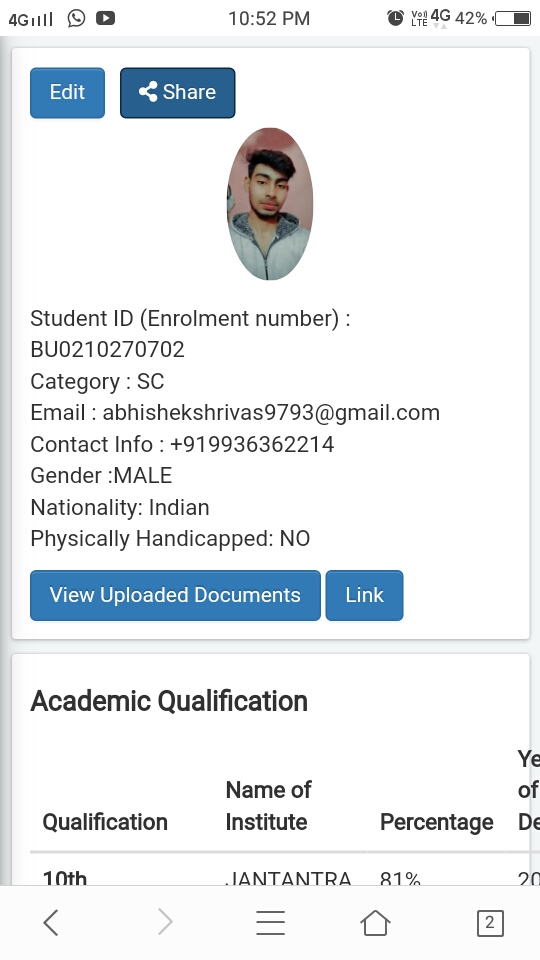 4G 10:52 PM VoI) LTE 4G 42%
Edit Share
Student ID (Enrolment number) :
BU0210270702
Category : SC
Email : abhishekshrivas9793@gmail.com
Contact Info : +919936362214
Gender :MALE
Nationality: Indian
Physically Handicapped: NO
View Uploaded Documents Link
Academic Qualification
Ye
Name of of
Qualification Institute Percentage De
10th JANTANTRA 81% 20
2